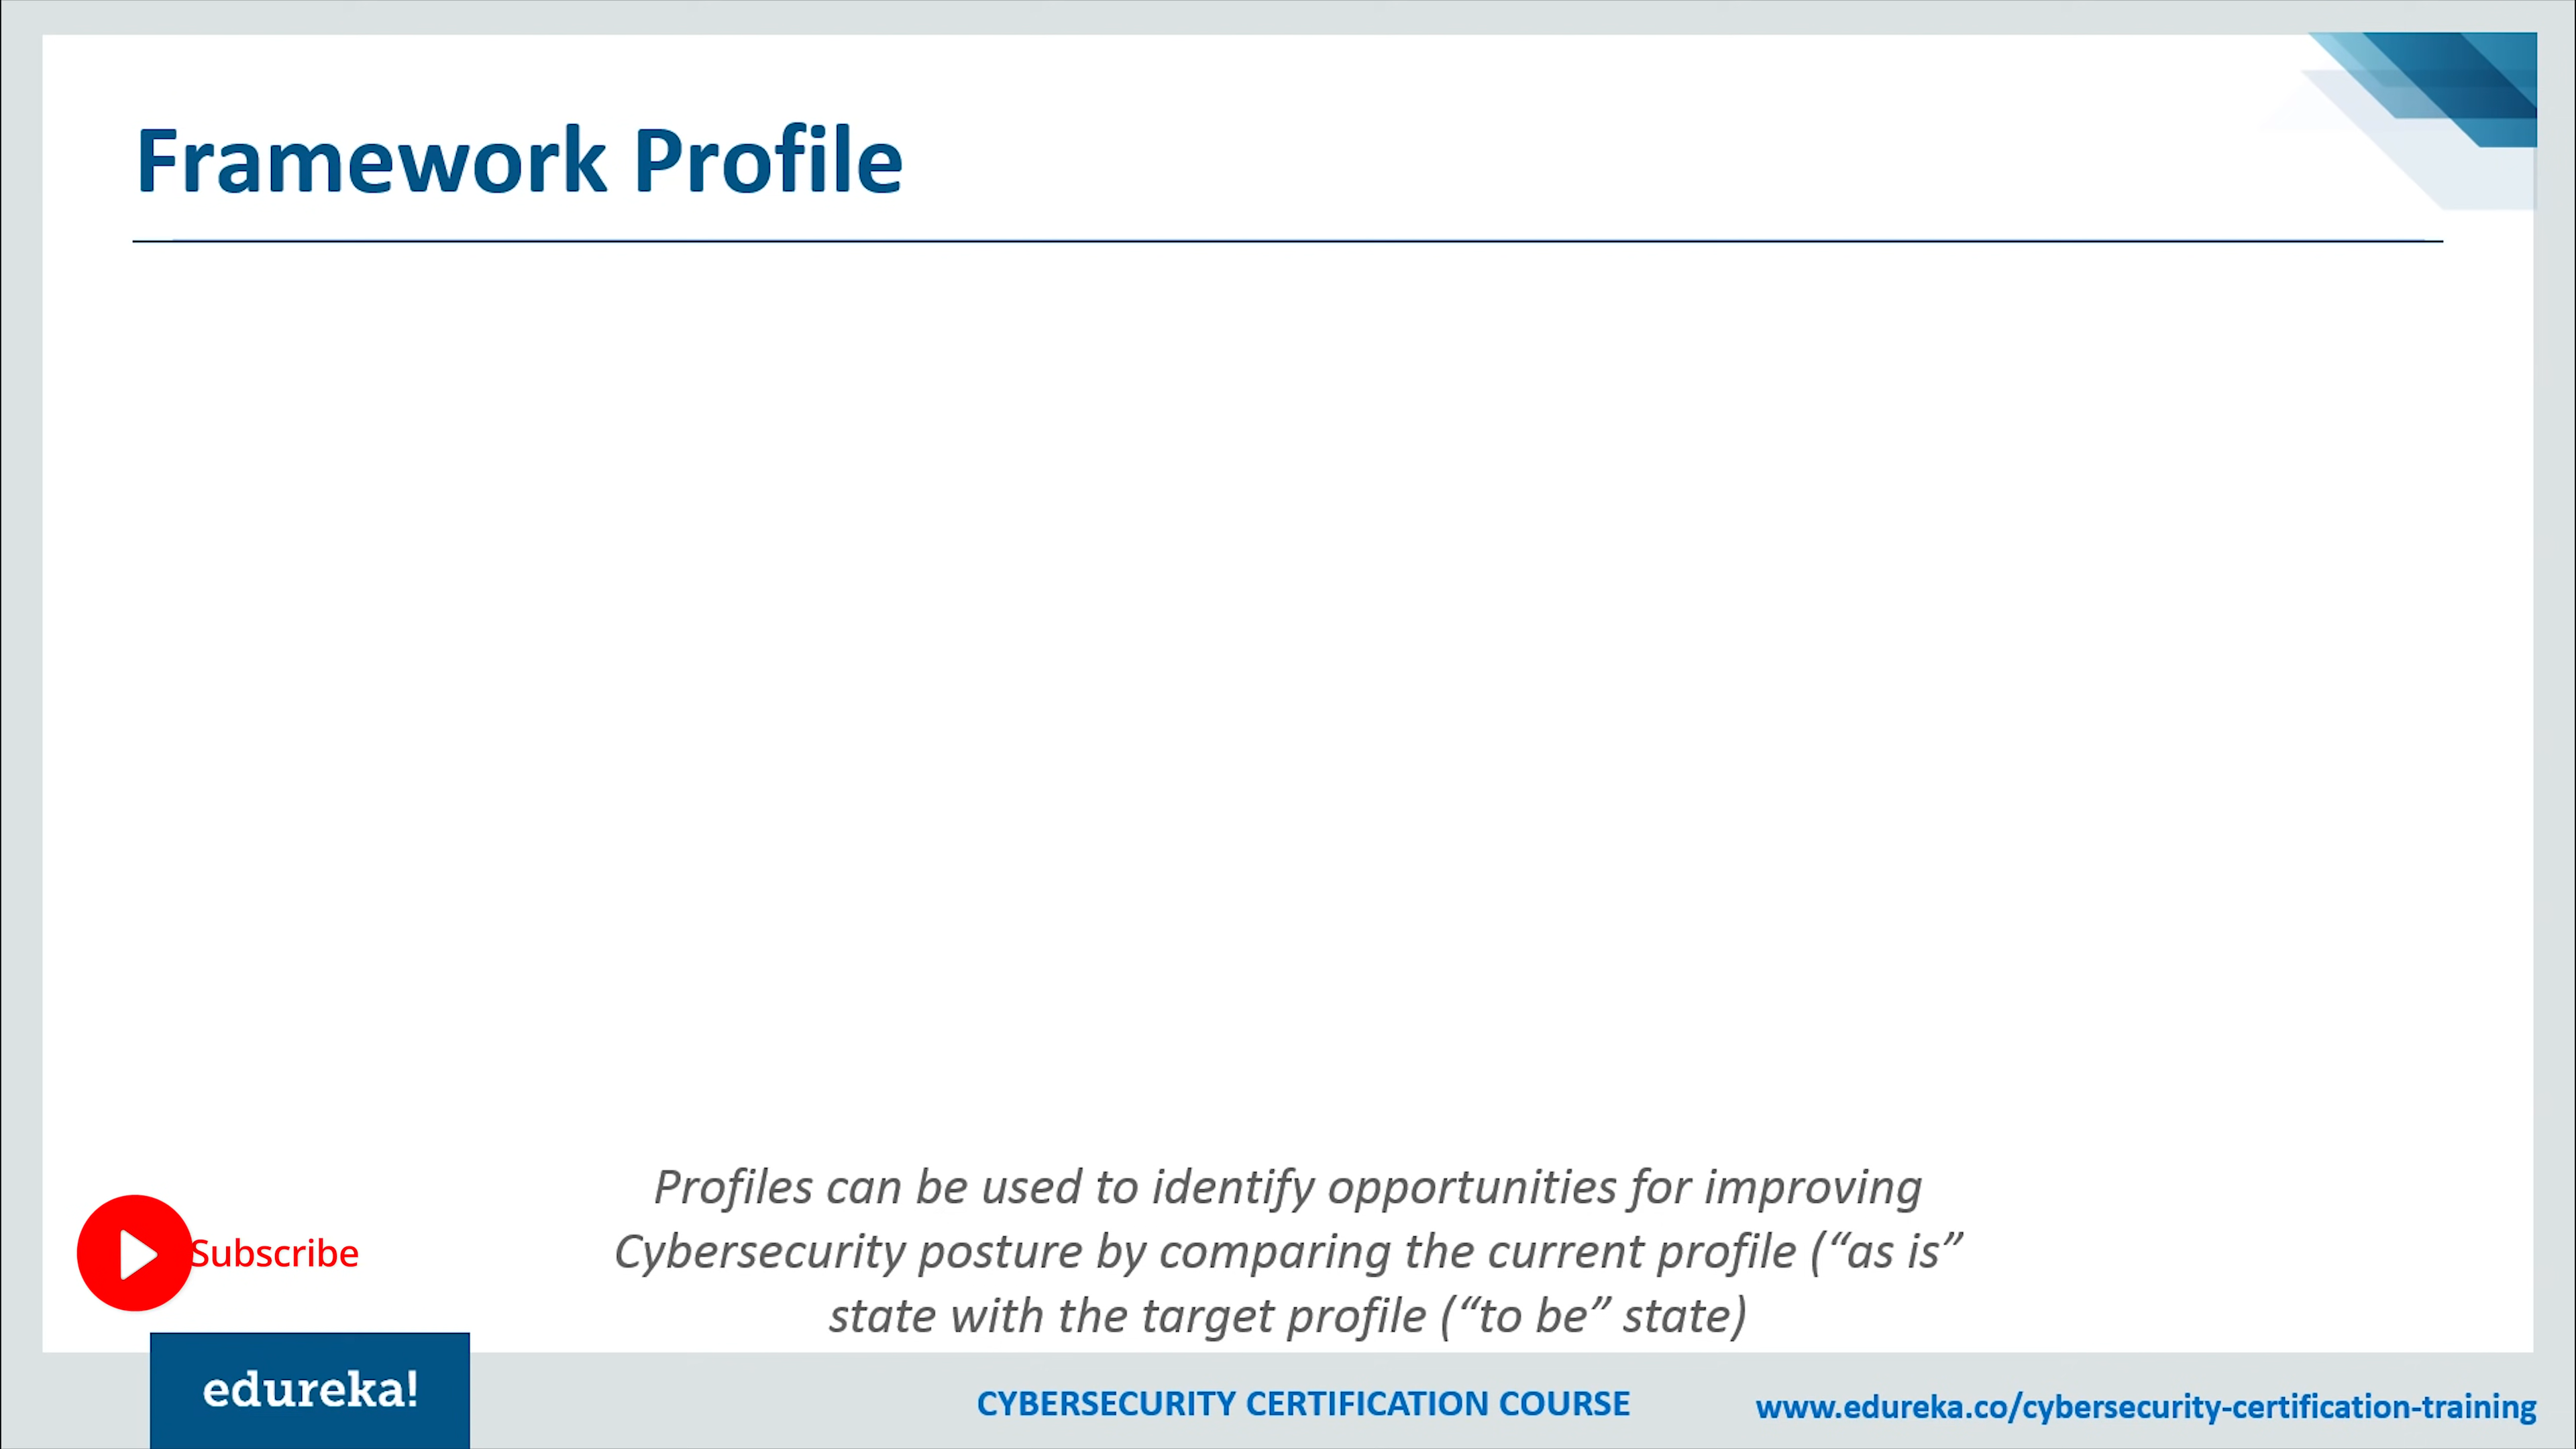 Framework Profile
Profiles can be used to identify opportunities for improving
Cybersecurity posture by comparing the current profile (“as is”
state with the target profile (“to be” state)
Subscribe
edureka!
CYBERSECURITY CERTIFICATION COURSE
www.edureka.co/cybersecurity-certification-training